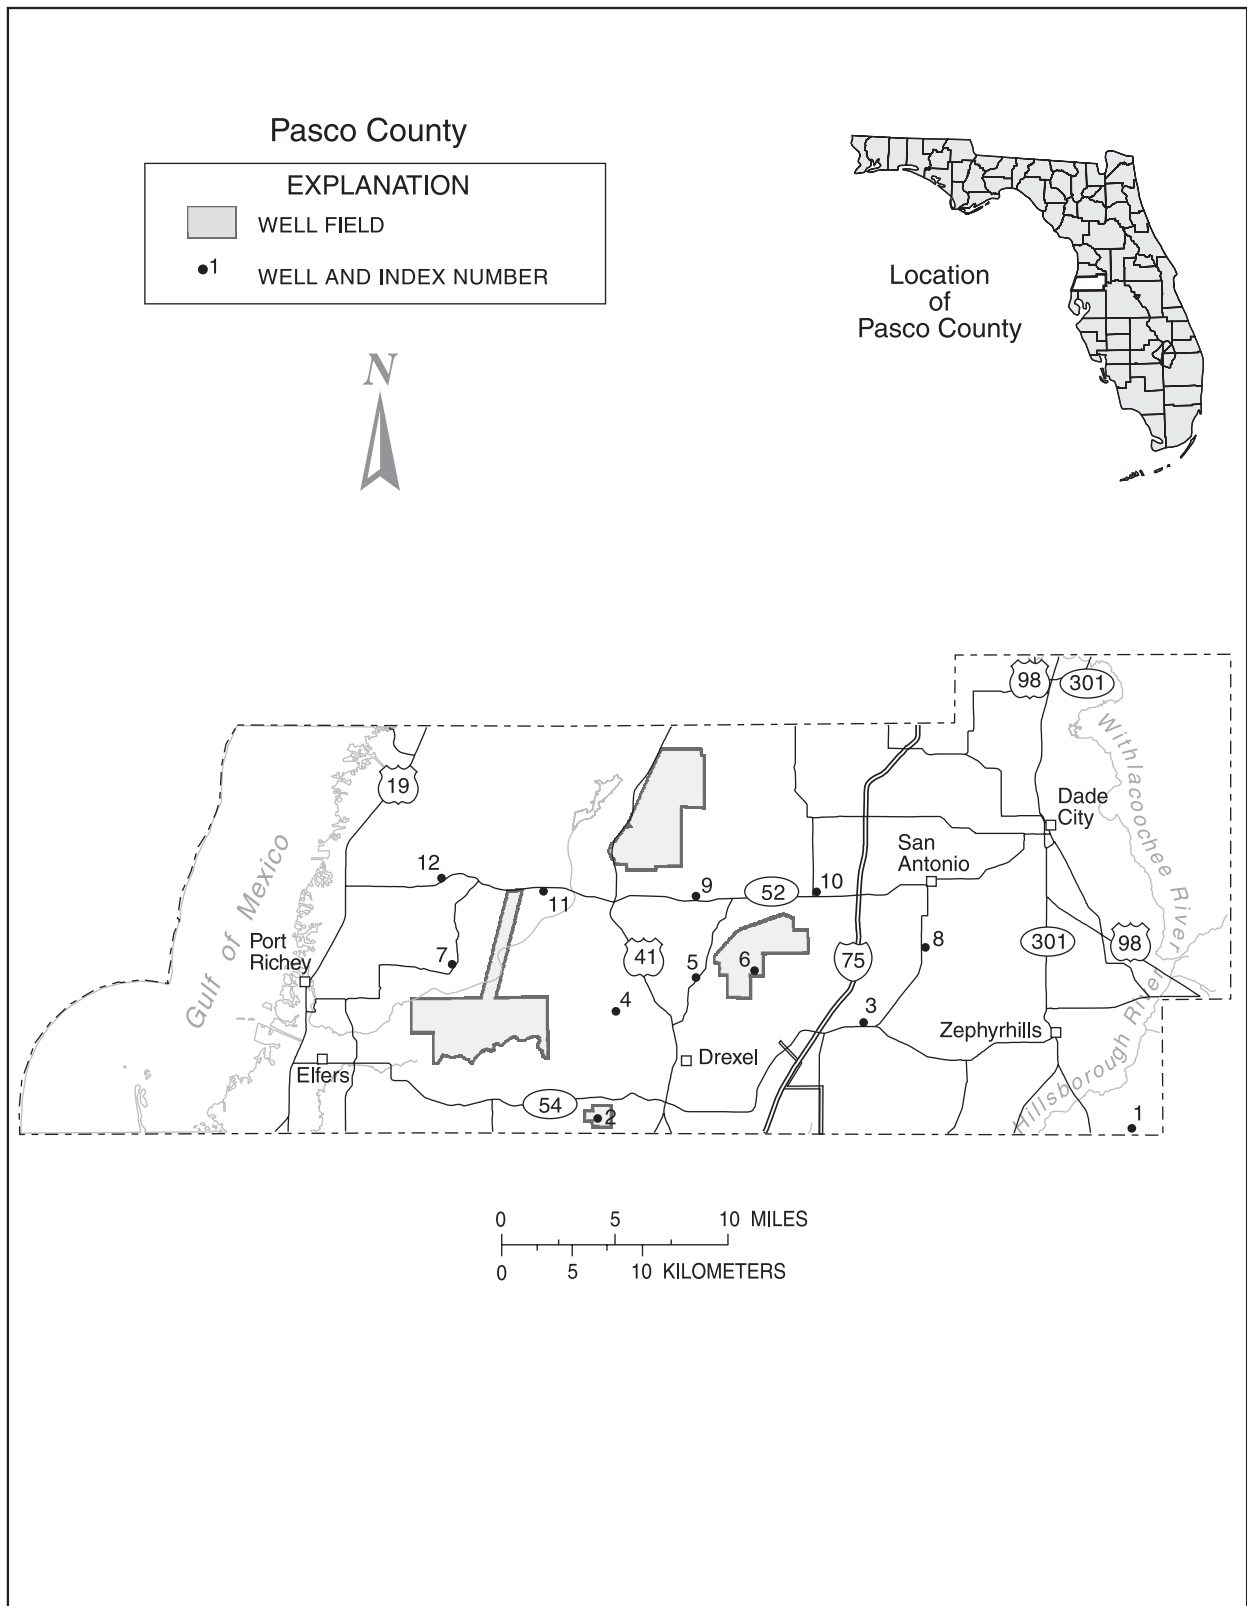 Pasco County
EXPLANATION
WELL FIELD
1
WELL AND INDEX NUMBER
N
Location
of
Pasco County
98
301
Withlacoochee River
19
Dade
City
San
Antonio
Gulf of Mexico
12
11
9
52
10
Port
Richey
7
41
5
6
75
8
301
98
4
3
Zephyrhills
Hillsborough River
Drexel
Elfers
54
2
1
0 5 10 MILES
0 5 10 KILOMETERS